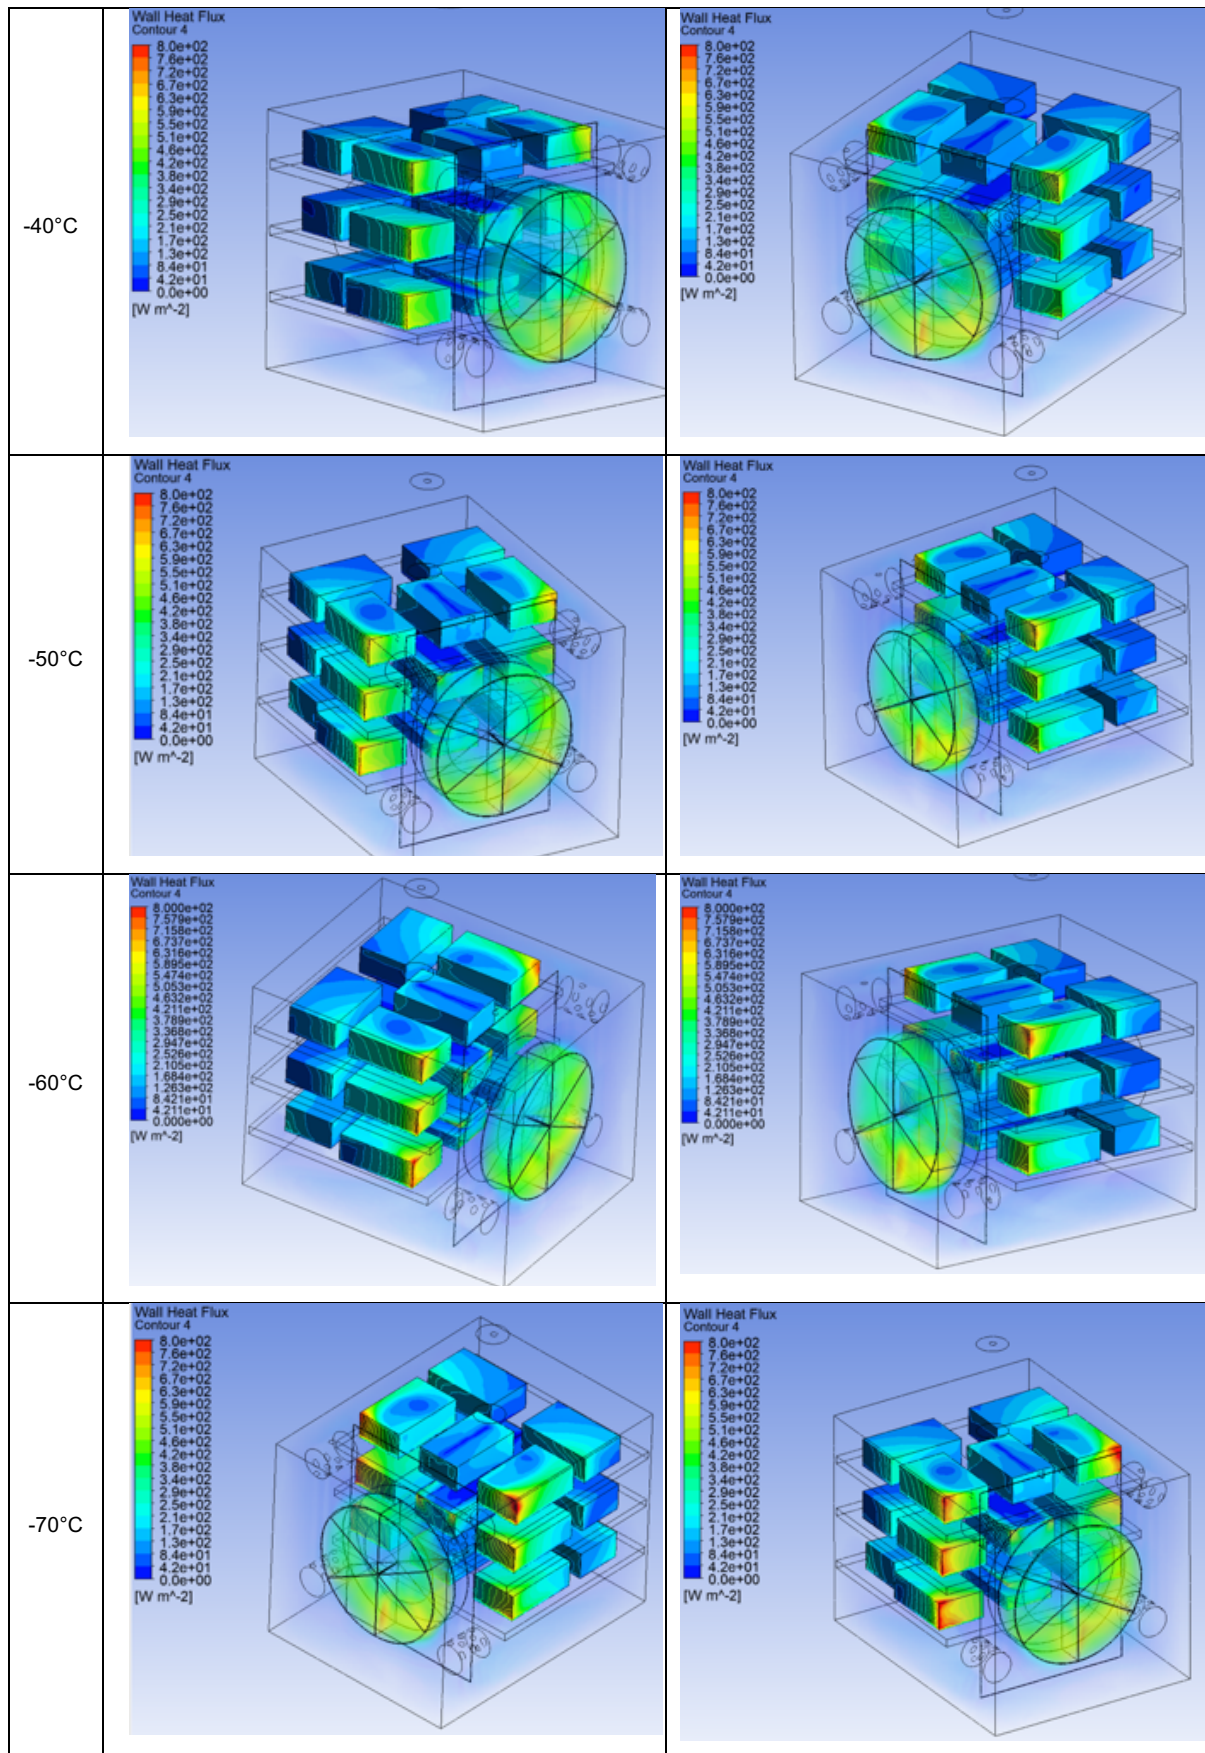 -40°C
Wall Heat Flux
Contour 4
8.0e+02
7.6e+02
7.2e+02
6.7e+02
6.3e+02
5.9e+02
5.5e+02
5.1e+02
4.6e+02
4.2e+02
3.8e+02
3.4e+02
2.9e+02
2.5e+02
2.1e+02
1.7e+02
1.3e+02
8.4e+01
4.2e+01
0.0e+00
[W m^-2]
Wall Heat Flux
Contour 4
8.0e+02
7.6e+02
7.2e+02
6.7e+02
6.3e+02
5.9e+02
5.5e+02
5.1e+02
4.6e+02
4.2e+02
3.8e+02
3.4e+02
2.9e+02
2.5e+02
2.1e+02
1.7e+02
1.3e+02
8.4e+01
4.2e+01
0.0e+00
[W m^-2]
-50°C
Wall Heat Flux
Contour 4
8.0e+02
7.6e+02
7.2e+02
6.7e+02
6.3e+02
5.9e+02
5.5e+02
5.1e+02
4.6e+02
4.2e+02
3.8e+02
3.4e+02
2.9e+02
2.5e+02
2.1e+02
1.7e+02
1.3e+02
8.4e+01
4.2e+01
0.0e+00
[W m^-2]
Wall Heat Flux
Contour 4
8.0e+02
7.6e+02
7.2e+02
6.7e+02
6.3e+02
5.9e+02
5.5e+02
5.1e+02
4.6e+02
4.2e+02
3.8e+02
3.4e+02
2.9e+02
2.5e+02
2.1e+02
1.7e+02
1.3e+02
8.4e+01
4.2e+01
0.0e+00
[W m^-2]
-60°C
Wall Heat Flux
Contour 4
8.000e+02
7.579e+02
7.158e+02
6.737e+02
6.316e+02
5.895e+02
5.474e+02
5.053e+02
4.632e+02
4.211e+02
3.789e+02
3.368e+02
2.947e+02
2.526e+02
2.105e+02
1.684e+02
1.263e+02
8.421e+01
4.211e+01
0.000e+00
[W m^-2]
Wall Heat Flux
Contour 4
8.000e+02
7.579e+02
7.158e+02
6.737e+02
6.316e+02
5.895e+02
5.474e+02
5.053e+02
4.632e+02
4.211e+02
3.789e+02
3.368e+02
2.947e+02
2.526e+02
2.105e+02
1.684e+02
1.263e+02
8.421e+01
4.211e+01
0.000e+00
[W m^-2]
-70°C
Wall Heat Flux
Contour 4
8.0e+02
7.6e+02
7.2e+02
6.7e+02
6.3e+02
5.9e+02
5.5e+02
5.1e+02
4.6e+02
4.2e+02
3.8e+02
3.4e+02
2.9e+02
2.5e+02
2.1e+02
1.7e+02
1.3e+02
8.4e+01
4.2e+01
0.0e+00
[W m^-2]
Wall Heat Flux
Contour 4
8.0e+02
7.6e+02
7.2e+02
6.7e+02
6.3e+02
5.9e+02
5.5e+02
5.1e+02
4.6e+02
4.2e+02
3.8e+02
3.4e+02
2.9e+02
2.5e+02
2.1e+02
1.7e+02
1.3e+02
8.4e+01
4.2e+01
0.0e+00
[W m^-2]